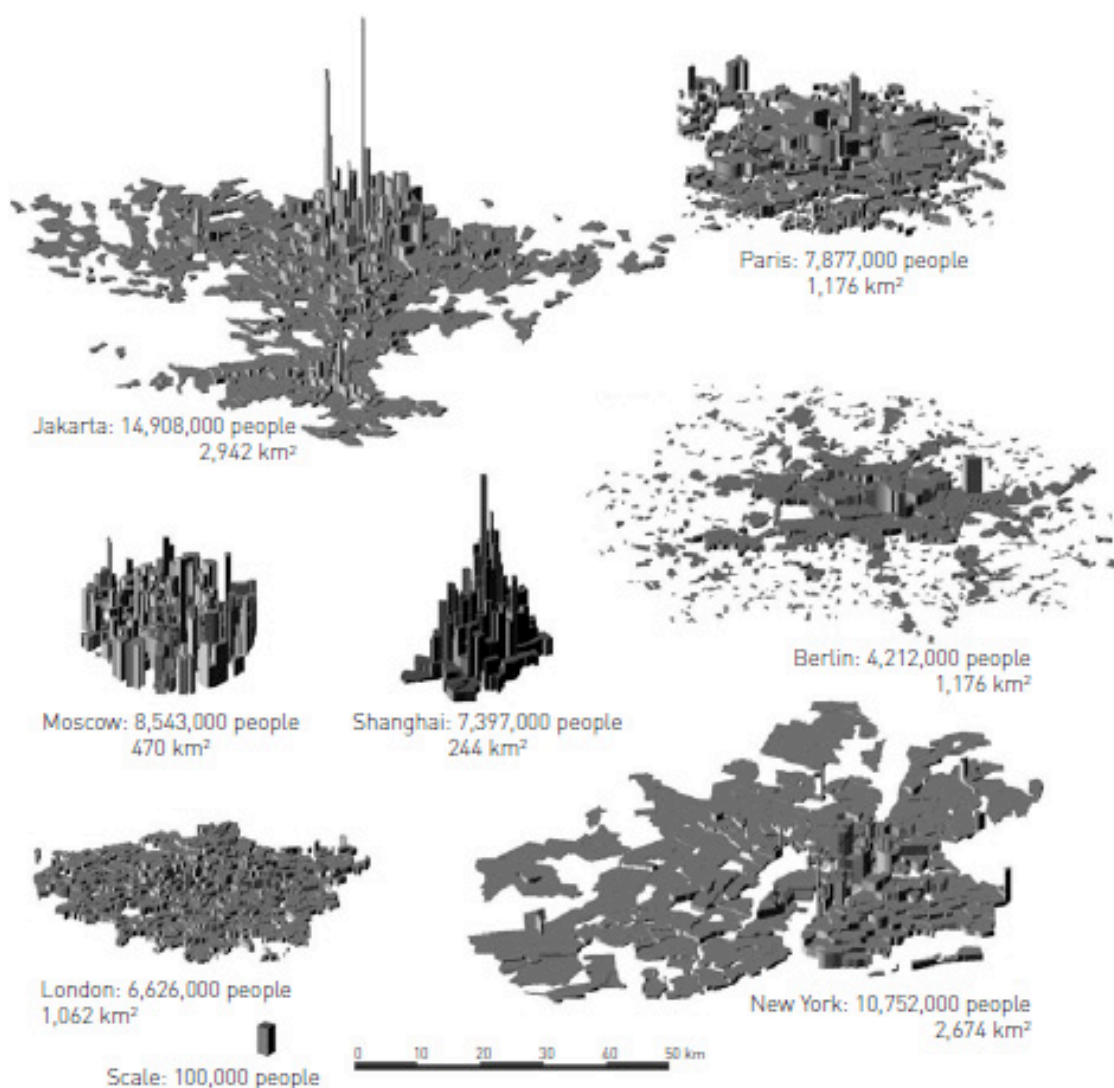 Paris: 7,877,000 people
1,176 km²
Jakarta: 14,908,000 people
2,942 km²
Berlin: 4,212,000 people
1,176 km²
Moscow: 8,543,000 people
470 km²
Shanghai: 7,397,000 people
244 km²
London: 6,626,000 people
1,062 km²
New York: 10,752,000 people
2,674 km²
0 10 20 30 40 50 km
Scale: 100,000 people